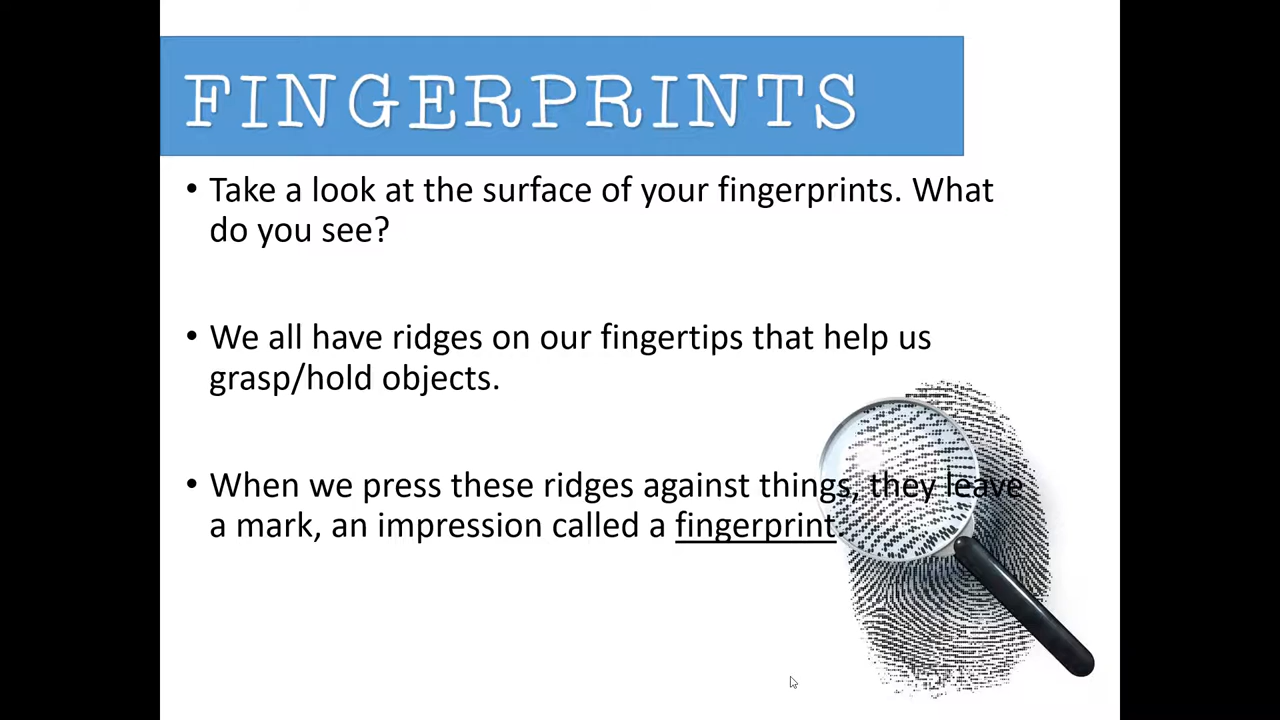 FINGERPRINTS
• Take a look at the surface of your fingerprints. What
do you see?
• We all have ridges on our fingertips that help us
grasp/hold objects.
• When we press these ridges against things, they leave
a mark, an impression called a fingerprint